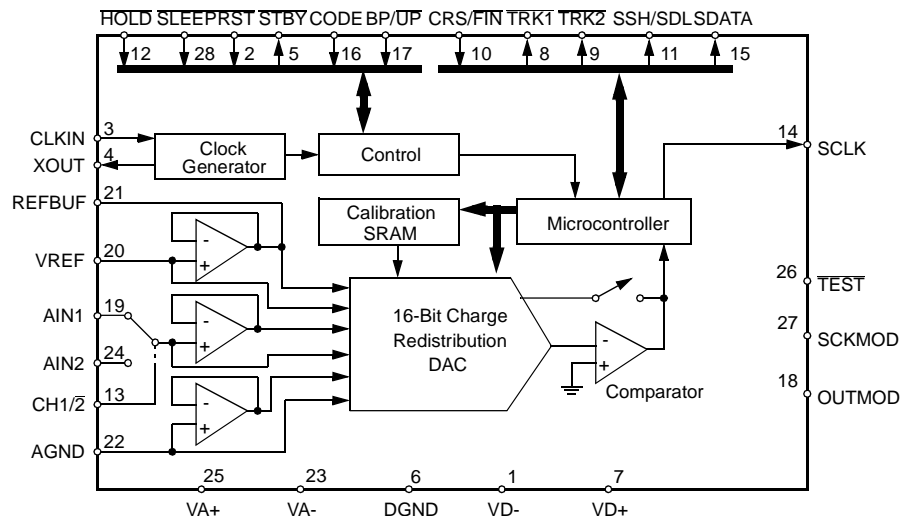 HOLD SLEEP RST STBY CODE BP/UP CRS/FIN TRK1 TRK2 SSH/SDL SDATA
12 28 2 5 16 17 10 8 9 11 15
CLKIN 3
XOUT 4
Clock
Generator
Control
14 SCLK
REFBUF 21
Calibration
SRAM
Microcontroller
VREF 20
- +
26 TEST
AIN1 19
16-Bit Charge
Redistribution
DAC
- +
- +
Comparator
27 SCKMOD
AIN2 24
CH1/2 13
- +
18 OUTMOD
AGND 22
25 23 6 1 7
VA+ VA- DGND VD- VD+